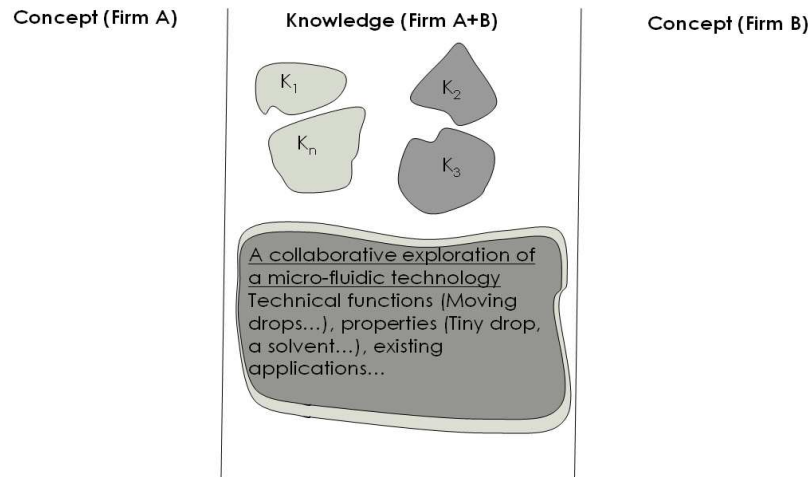 Concept (Firm A)
Knowledge (Firm A+B)
Concept (Firm B)
K1
K2
Kn
K3
A collaborative exploration of
a micro-fluidic technology
Technical functions (Moving
drops...), properties (Tiny drop,
a solvent...), existing
applications...